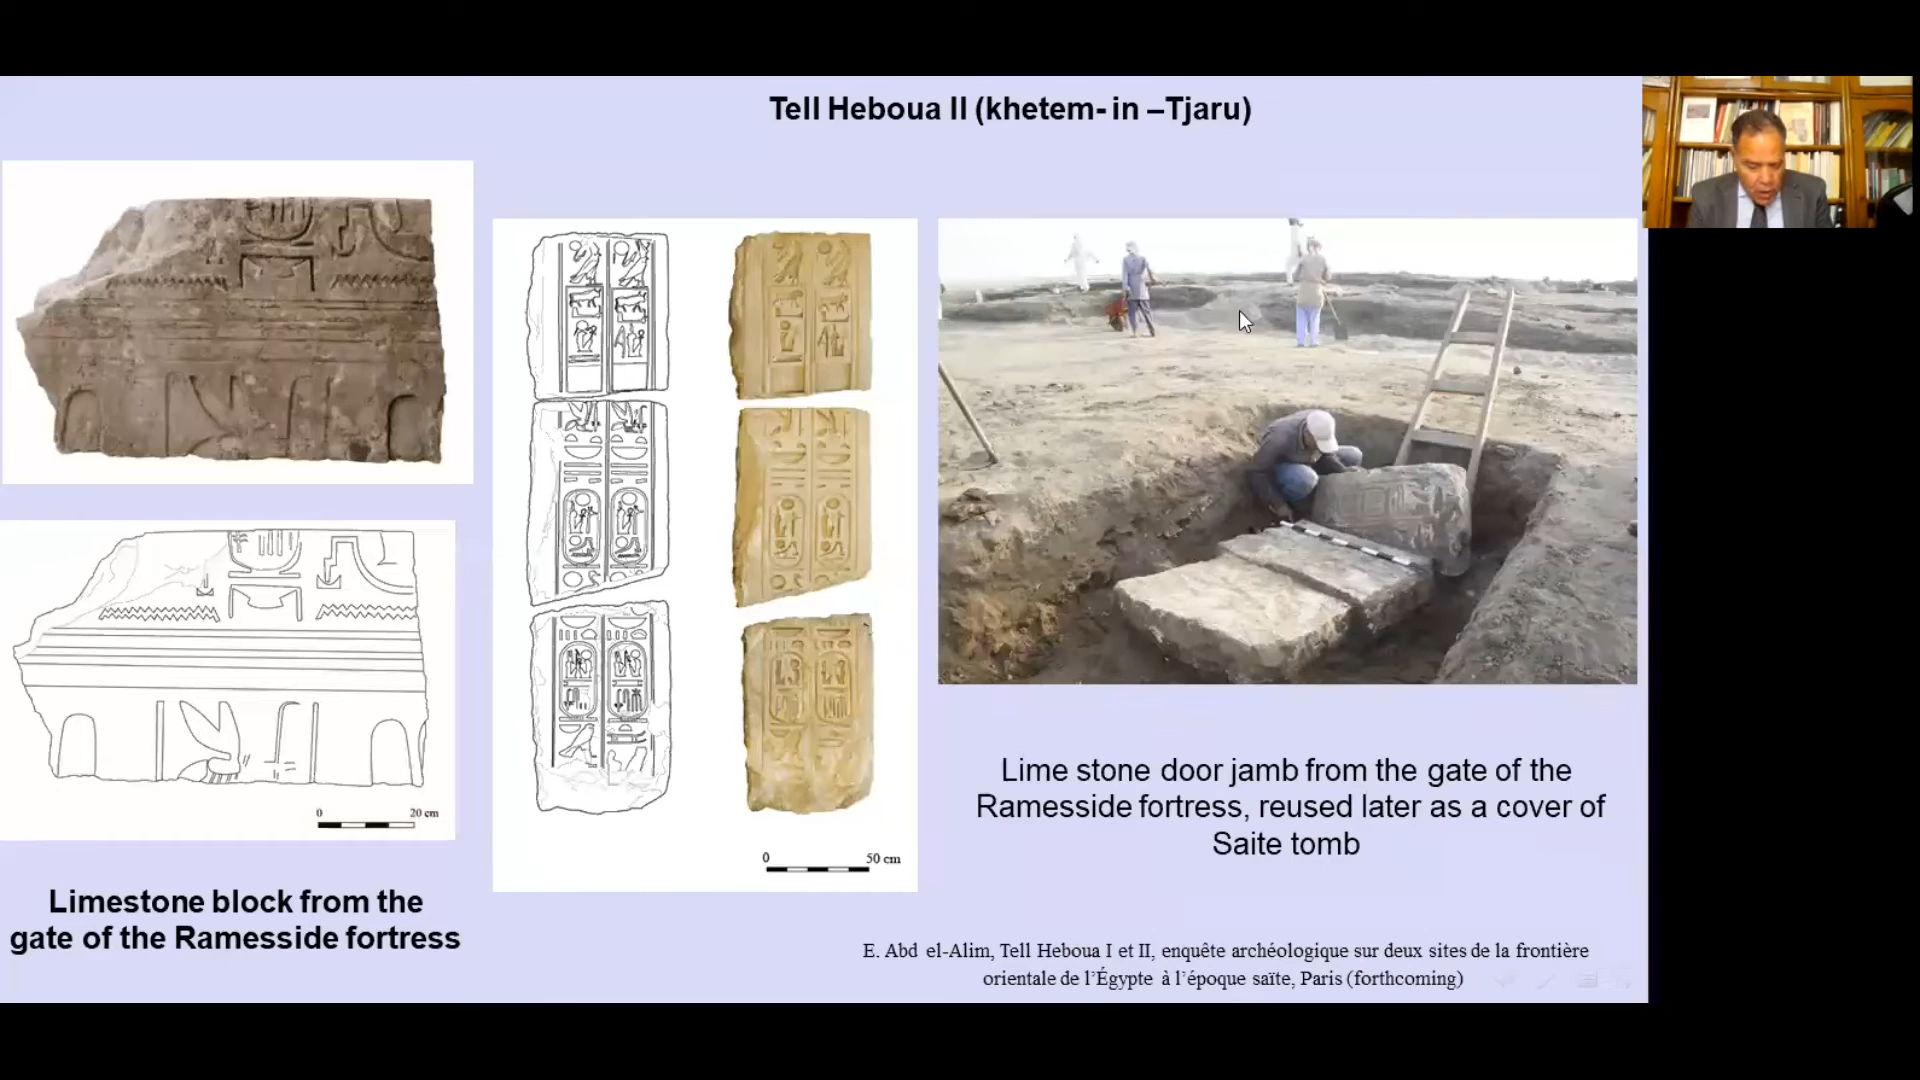 Tell Heboua II (khetem- in –Tjaru)
0
20 cm
Limestone block from the
gate of the Ramesside fortress
0
50 cm
Lime stone door jamb from the gate of the
Ramesside fortress, reused later as a cover of
Saite tomb
E. Abd el-Alim, Tell Heboua I et II, enquête archéologique sur deux sites de la frontière
orientale de l’Égypte à l’époque saïte, Paris (forthcoming)